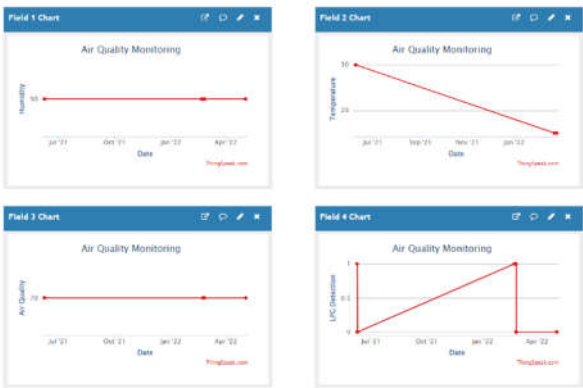 Field 1 Chart
Air Quality Monitoring
Humidity
Jul '21
Oct '21
Jan '22
Apr '22
Date
ThingSpeak.com
Field 2 Chart
Air Quality Monitoring
Temperature
20
Jul '21
Sep '21
Nov '21
Jan '22
Date
ThingSpeak.com
Field 3 Chart
Air Quality Monitoring
Air Quality
70
Jul '21
Oct '21
Jan '22
Apr '22
Date
ThingSpeak.com
Field 4 Chart
Air Quality Monitoring
LPG Detection
1
0.5
0
Jul '21
Oct '21
Jan '22
Apr '22
Date
ThingSpeak.com